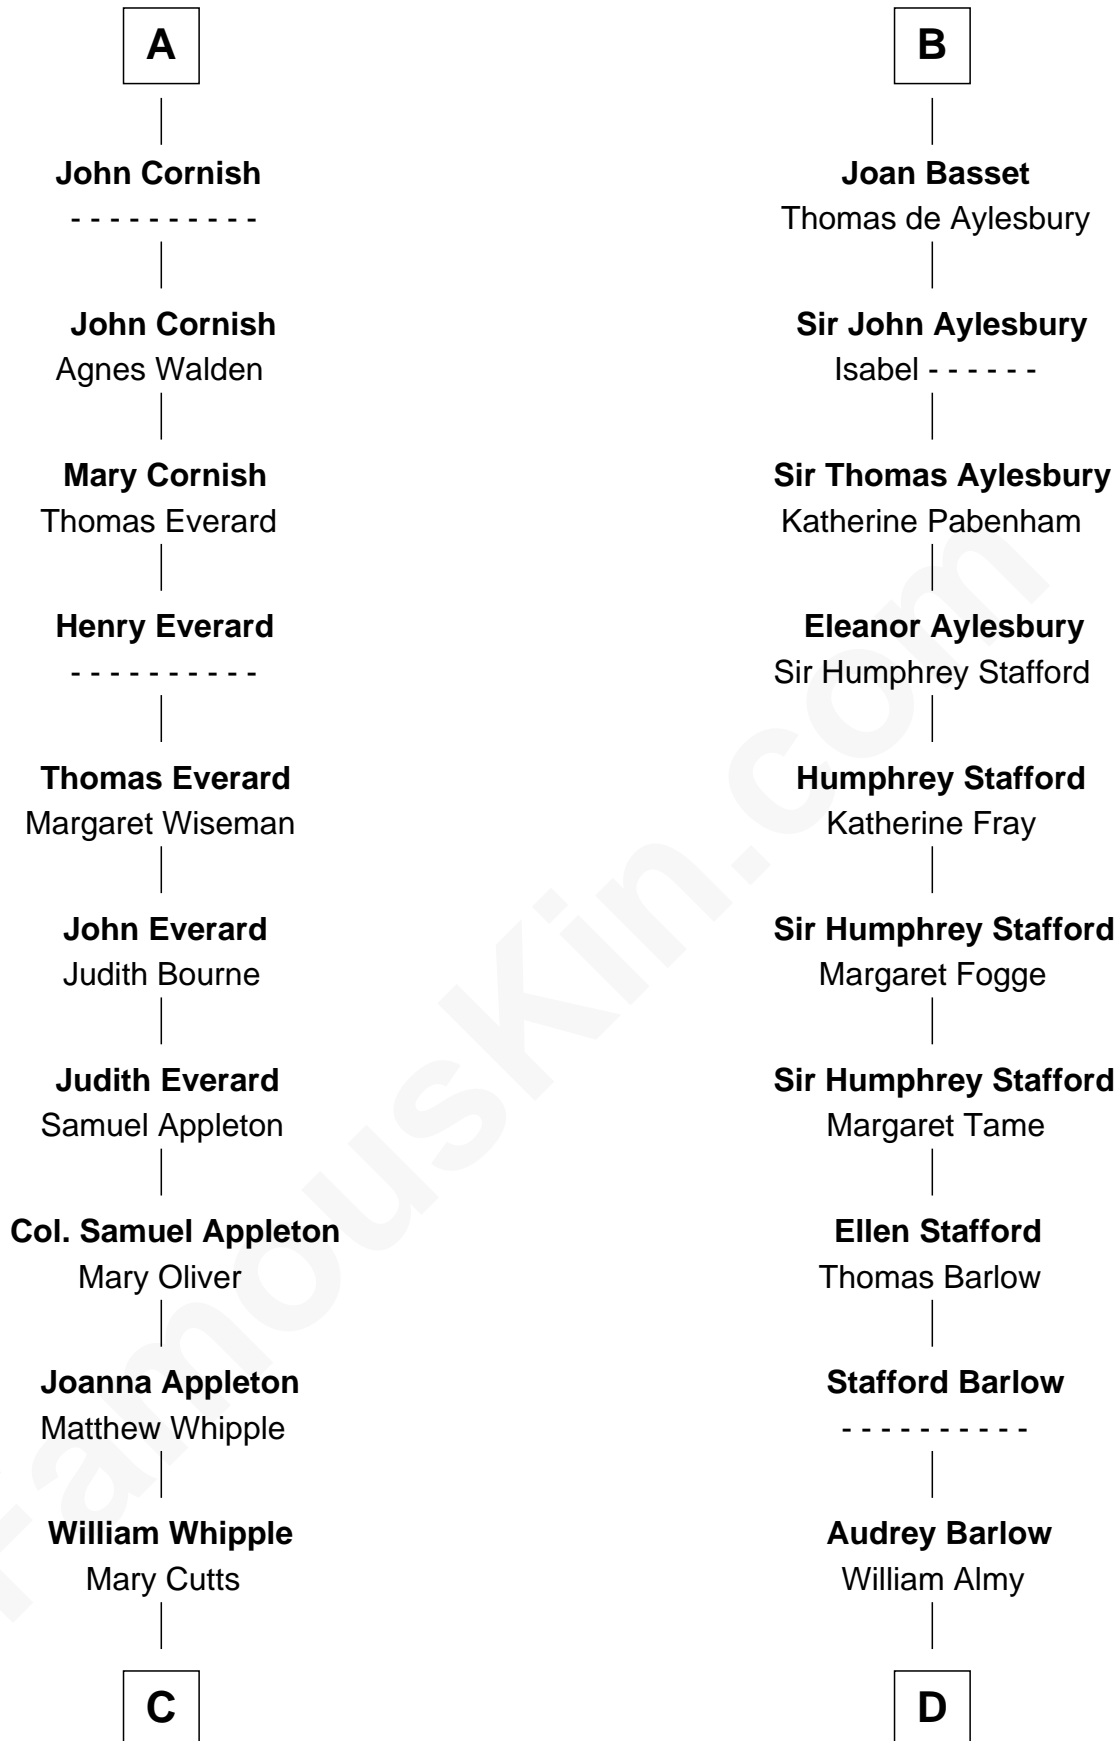 A
John Cornish
- - - - - - - - - -
John Cornish
Agnes Walden
Mary Cornish
Thomas Everard
Henry Everard
- - - - - - - - - -
Thomas Everard
Margaret Wiseman
John Everard
Judith Bourne
Judith Everard
Samuel Appleton
Col. Samuel Appleton
Mary Oliver
Joanna Appleton
Matthew Whipple
William Whipple
Mary Cutts
C
B
Joan Basset
Thomas de Aylesbury
Sir John Aylesbury
Isabel - - - - - -
Sir Thomas Aylesbury
Katherine Pabenham
Eleanor Aylesbury
Sir Humphrey Stafford
Humphrey Stafford
Katherine Fray
Sir Humphrey Stafford
Margaret Fogge
Sir Humphrey Stafford
Margaret Tame
Ellen Stafford
Thomas Barlow
Stafford Barlow
- - - - - - - - - -
Audrey Barlow
William Almy
D
FamousKin.com